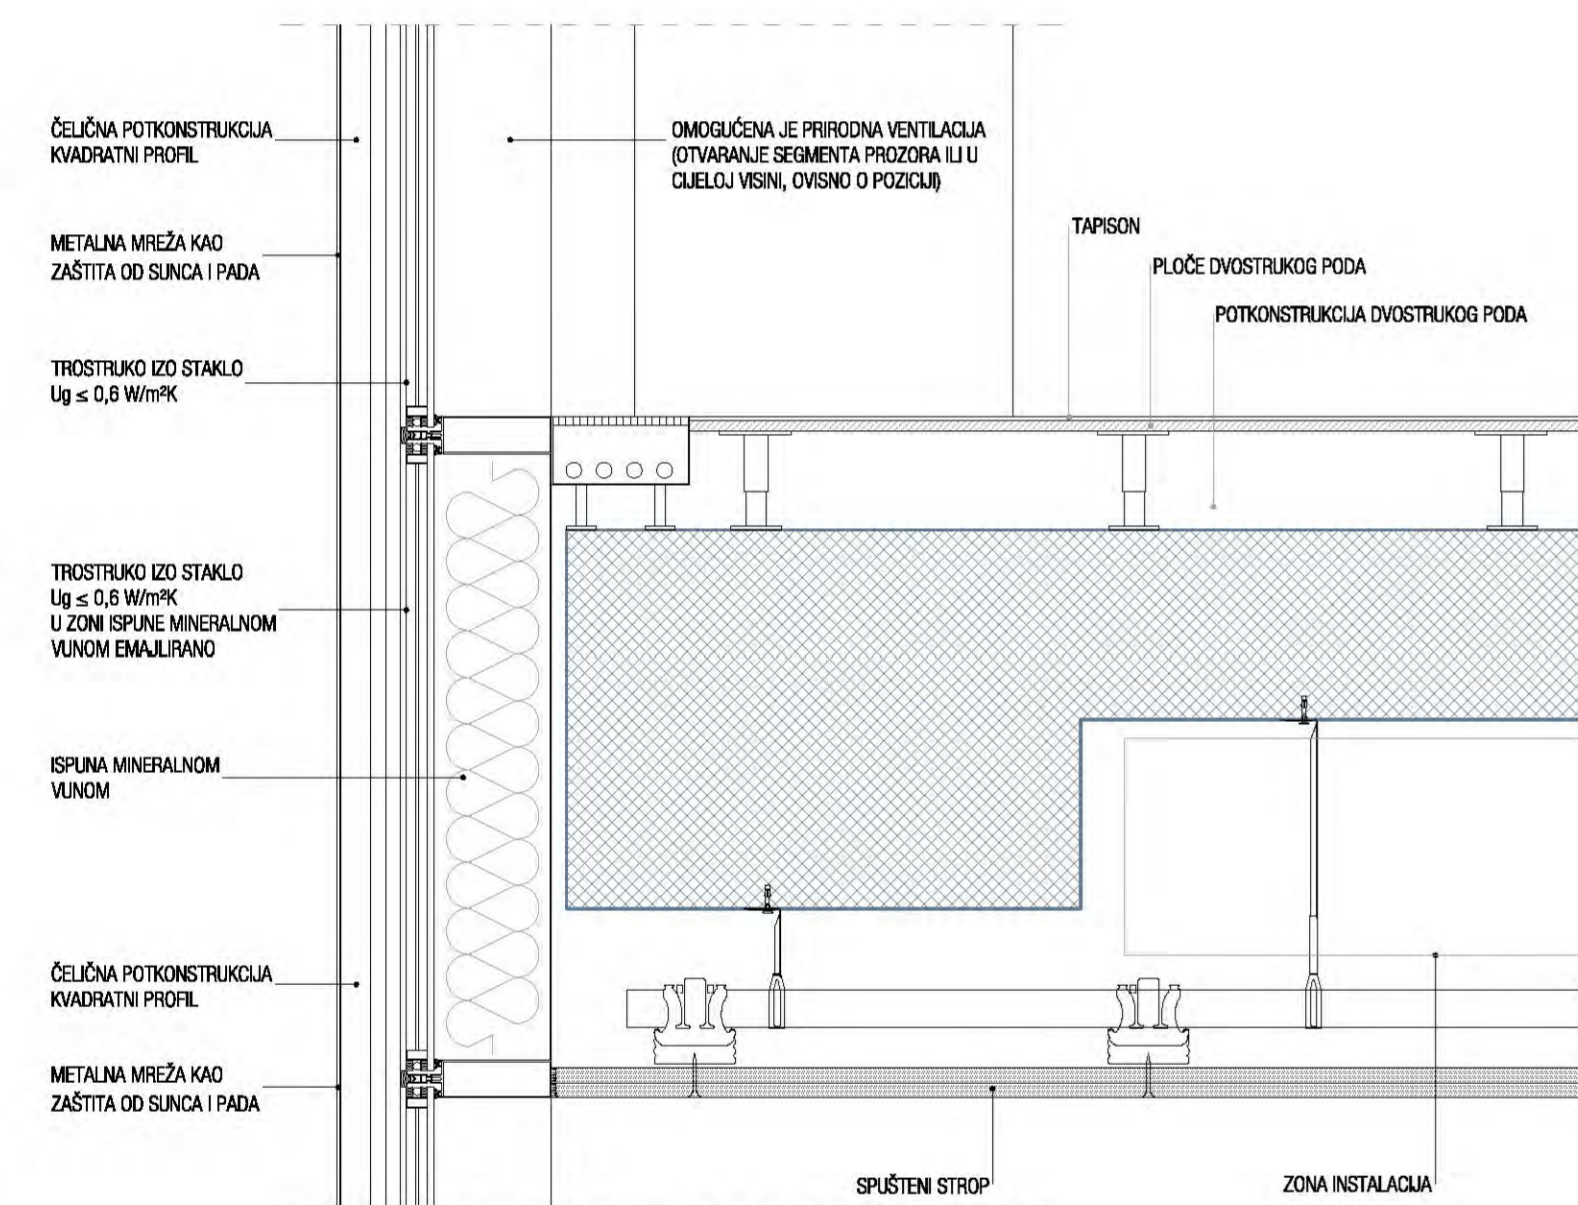 ČELIČNA POTKONSTRUKCIJA
KVADRATNI PROFIL
OMOGUĆENA JE PRIRODNA VENTILACIJA
(OTVARANJE SEGMENTA PROZORA ILI U
CIJELOJ VISINI, OVISNO O POZICIJI)
METALNA MREŽA KAO
ZAŠTITA OD SUNCA I PADA
TAPISON
PLOČE DVOSTRUKOG PODA
POTKONSTRUKCIJA DVOSTRUKOG PODA
TROSTRUKO IZO STAKLO
Ug ≤ 0,6 W/m²K
TROSTRUKO IZO STAKLO
Ug ≤ 0,6 W/m²K
U ZONI ISPUNE MINERALNOM
VUNOM EMAJLIRANO
ISPUNA MINERALNOM
VUNOM
ČELIČNA POTKONSTRUKCIJA
KVADRATNI PROFIL
METALNA MREŽA KAO
ZAŠTITA OD SUNCA I PADA
SPUŠTENI STROP
ZONA INSTALACIJA